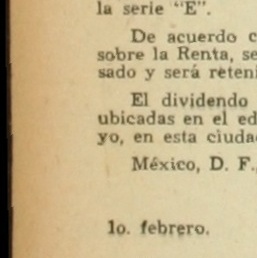 la serie "E".
De acuerdo c
sobre la Renta, se
sado y será reteni
El dividendo
ubicadas en el ed
yo, en esta ciuda
México, D. F.,
1o. febrero.